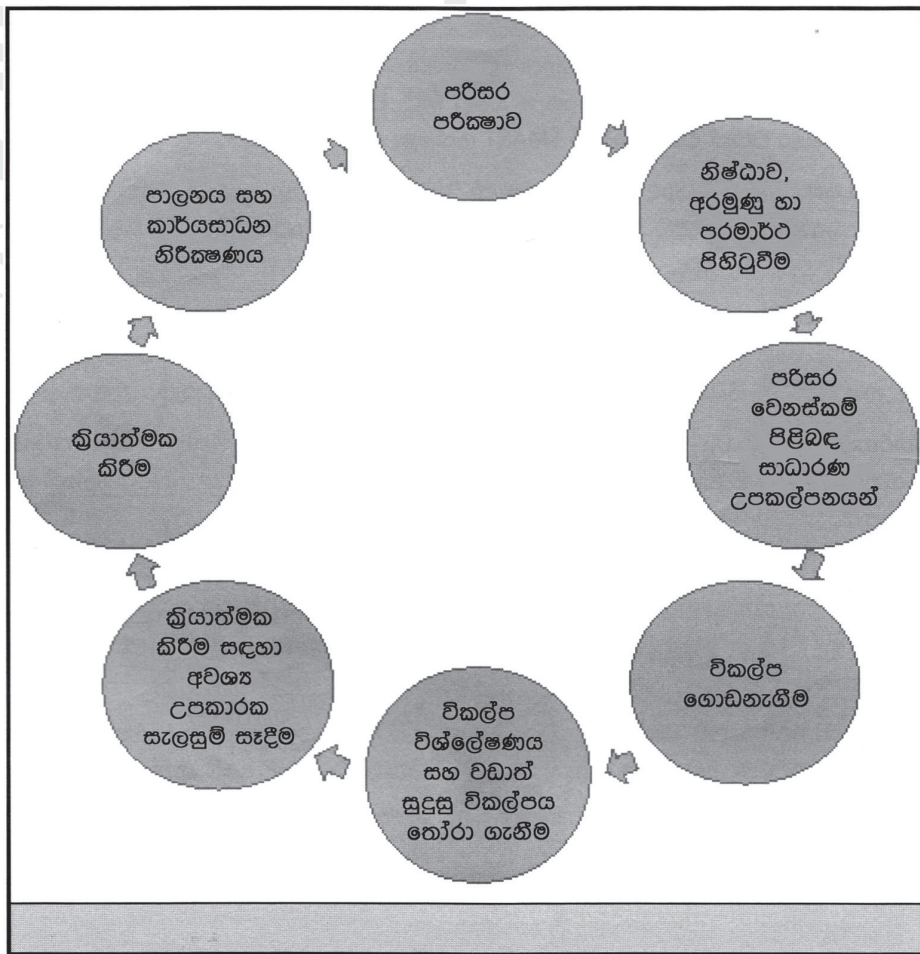 පරිසර
පරීක්‍ෂාව
නිෂ්ඨාව,
අරමුණු හා
පරමාර්ථ
පිහිටුවීම
පරිසර
වෙනස්කම්
පිළිබඳ
සාධාරණ
උපකල්පනයන්
විකල්ප
ගොඩනැගීම
විකල්ප
විශ්ලේෂණය
සහ වඩාත්
සුදුසු විකල්පය
තෝරා ගැනීම
ක්‍රියාත්මක
කිරීම සඳහා
අවශ්‍ය
උපකාරක
සැලසුම් සෑදීම
ක්‍රියාත්මක
කිරීම
පාලනය සහ
කාර්යසාධන
නිරීක්‍ෂණය